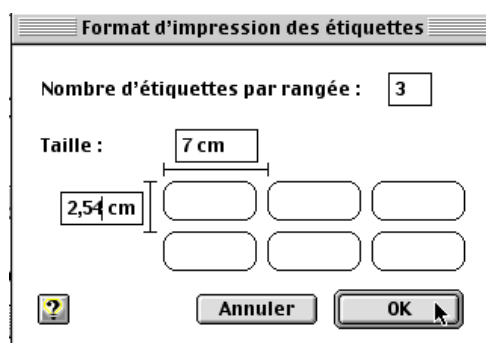 Format d'impression des étiquettes
Nombre d'étiquettes par rangée : 3
Taille : 7 cm
2,54 cm
? Annuler OK